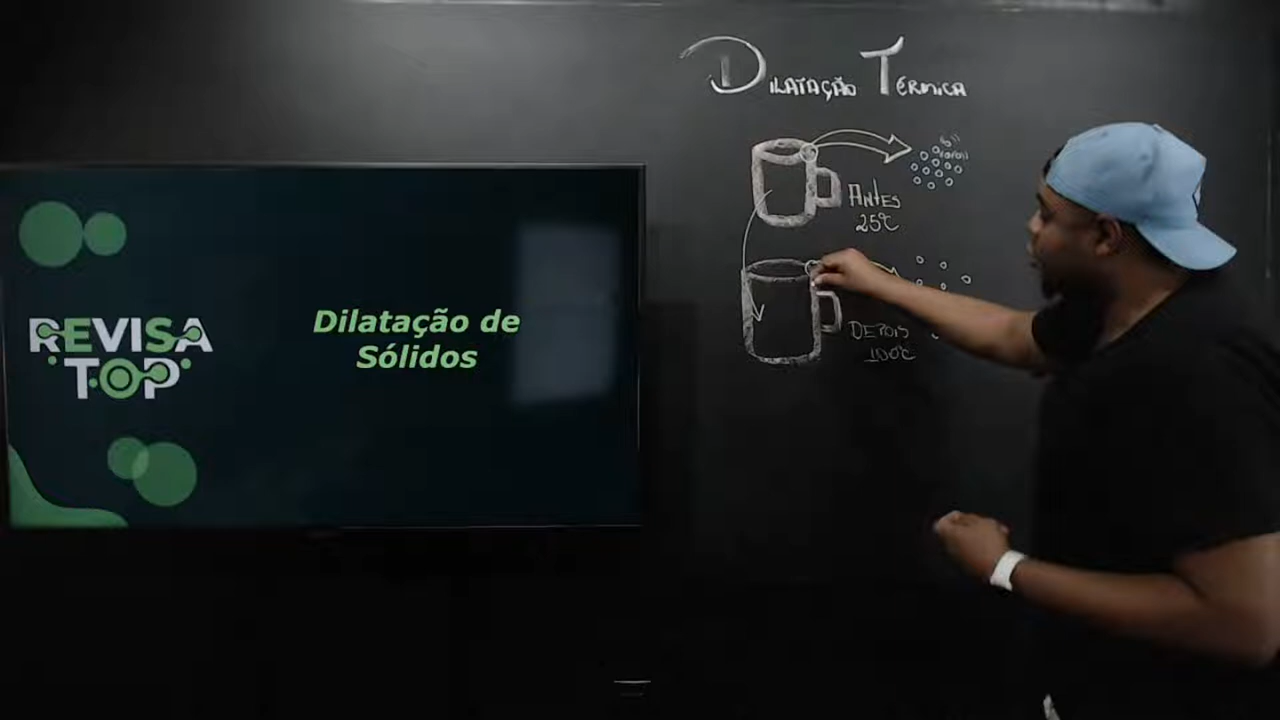 Dilatação Térmica
REVISA
TOP
Dilatação de
Sólidos
Antes
25°C
Depois
100°C